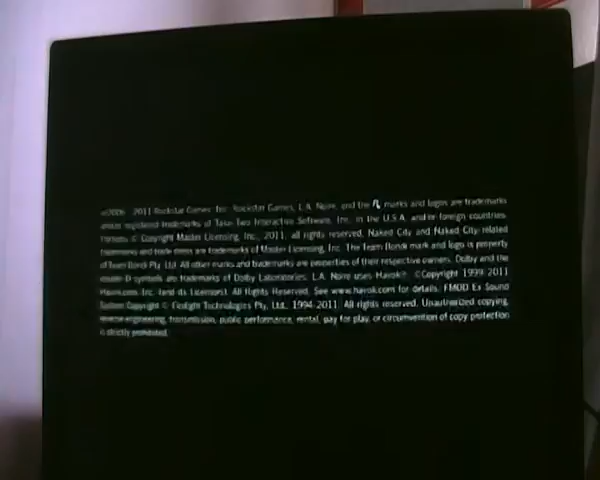 ©2006 - 2011 Rockstar Games, Inc. Rockstar Games, L.A. Noire, and the R marks and logos are trademarks
and/or registered trademarks of Take-Two Interactive Software, Inc. in the U.S.A. and/or foreign countries.
Portions © Copyright Master Licensing, Inc., 2011, all rights reserved. Naked City and Naked City related
trademarks and trade dress are trademarks of Master Licensing, Inc. The Team Bondi mark and logo is property
of Team Bondi Pty. Ltd. All other marks and trademarks are properties of their respective owners. Dolby and the
double-D symbols are trademarks of Dolby Laboratories. L.A. Noire uses Havok®. ©Copyright 1999-2011
Havok.com, Inc. (and its Licensors). All Rights Reserved. See www.havok.com for details. FMOD Ex Sound
System Copyright © Firelight Technologies Pty, Ltd., 1994-2011. All rights reserved. Unauthorized copying,
reverse engineering, transmission, public performance, rental, pay for play, or circumvention of copy protection
is strictly prohibited.